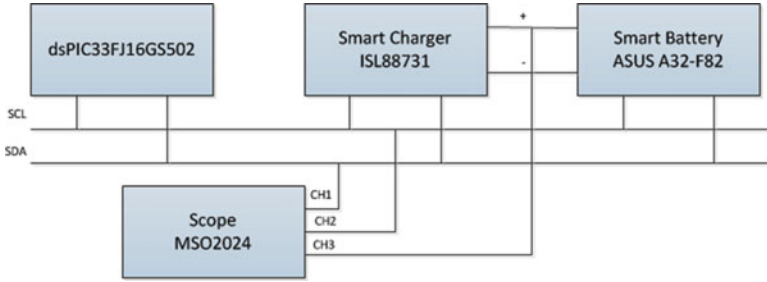 dsPIC33FJ16GS502
Smart Charger
ISL88731
+
-
Smart Battery
ASUS A32-F82
SCL
SDA
Scope
MSO2024
CH1
CH2
CH3